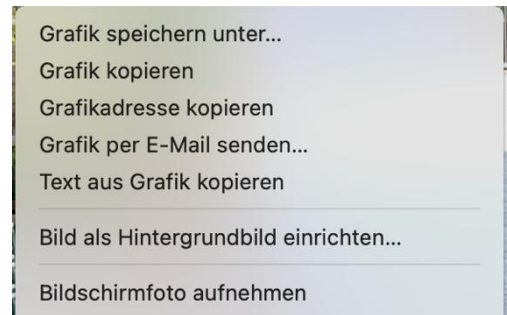 Grafik speichern unter...
Grafik kopieren
Grafikadresse kopieren
Grafik per E-Mail senden...
Text aus Grafik kopieren
Bild als Hintergrundbild einrichten...
Bildschirmfoto aufnehmen